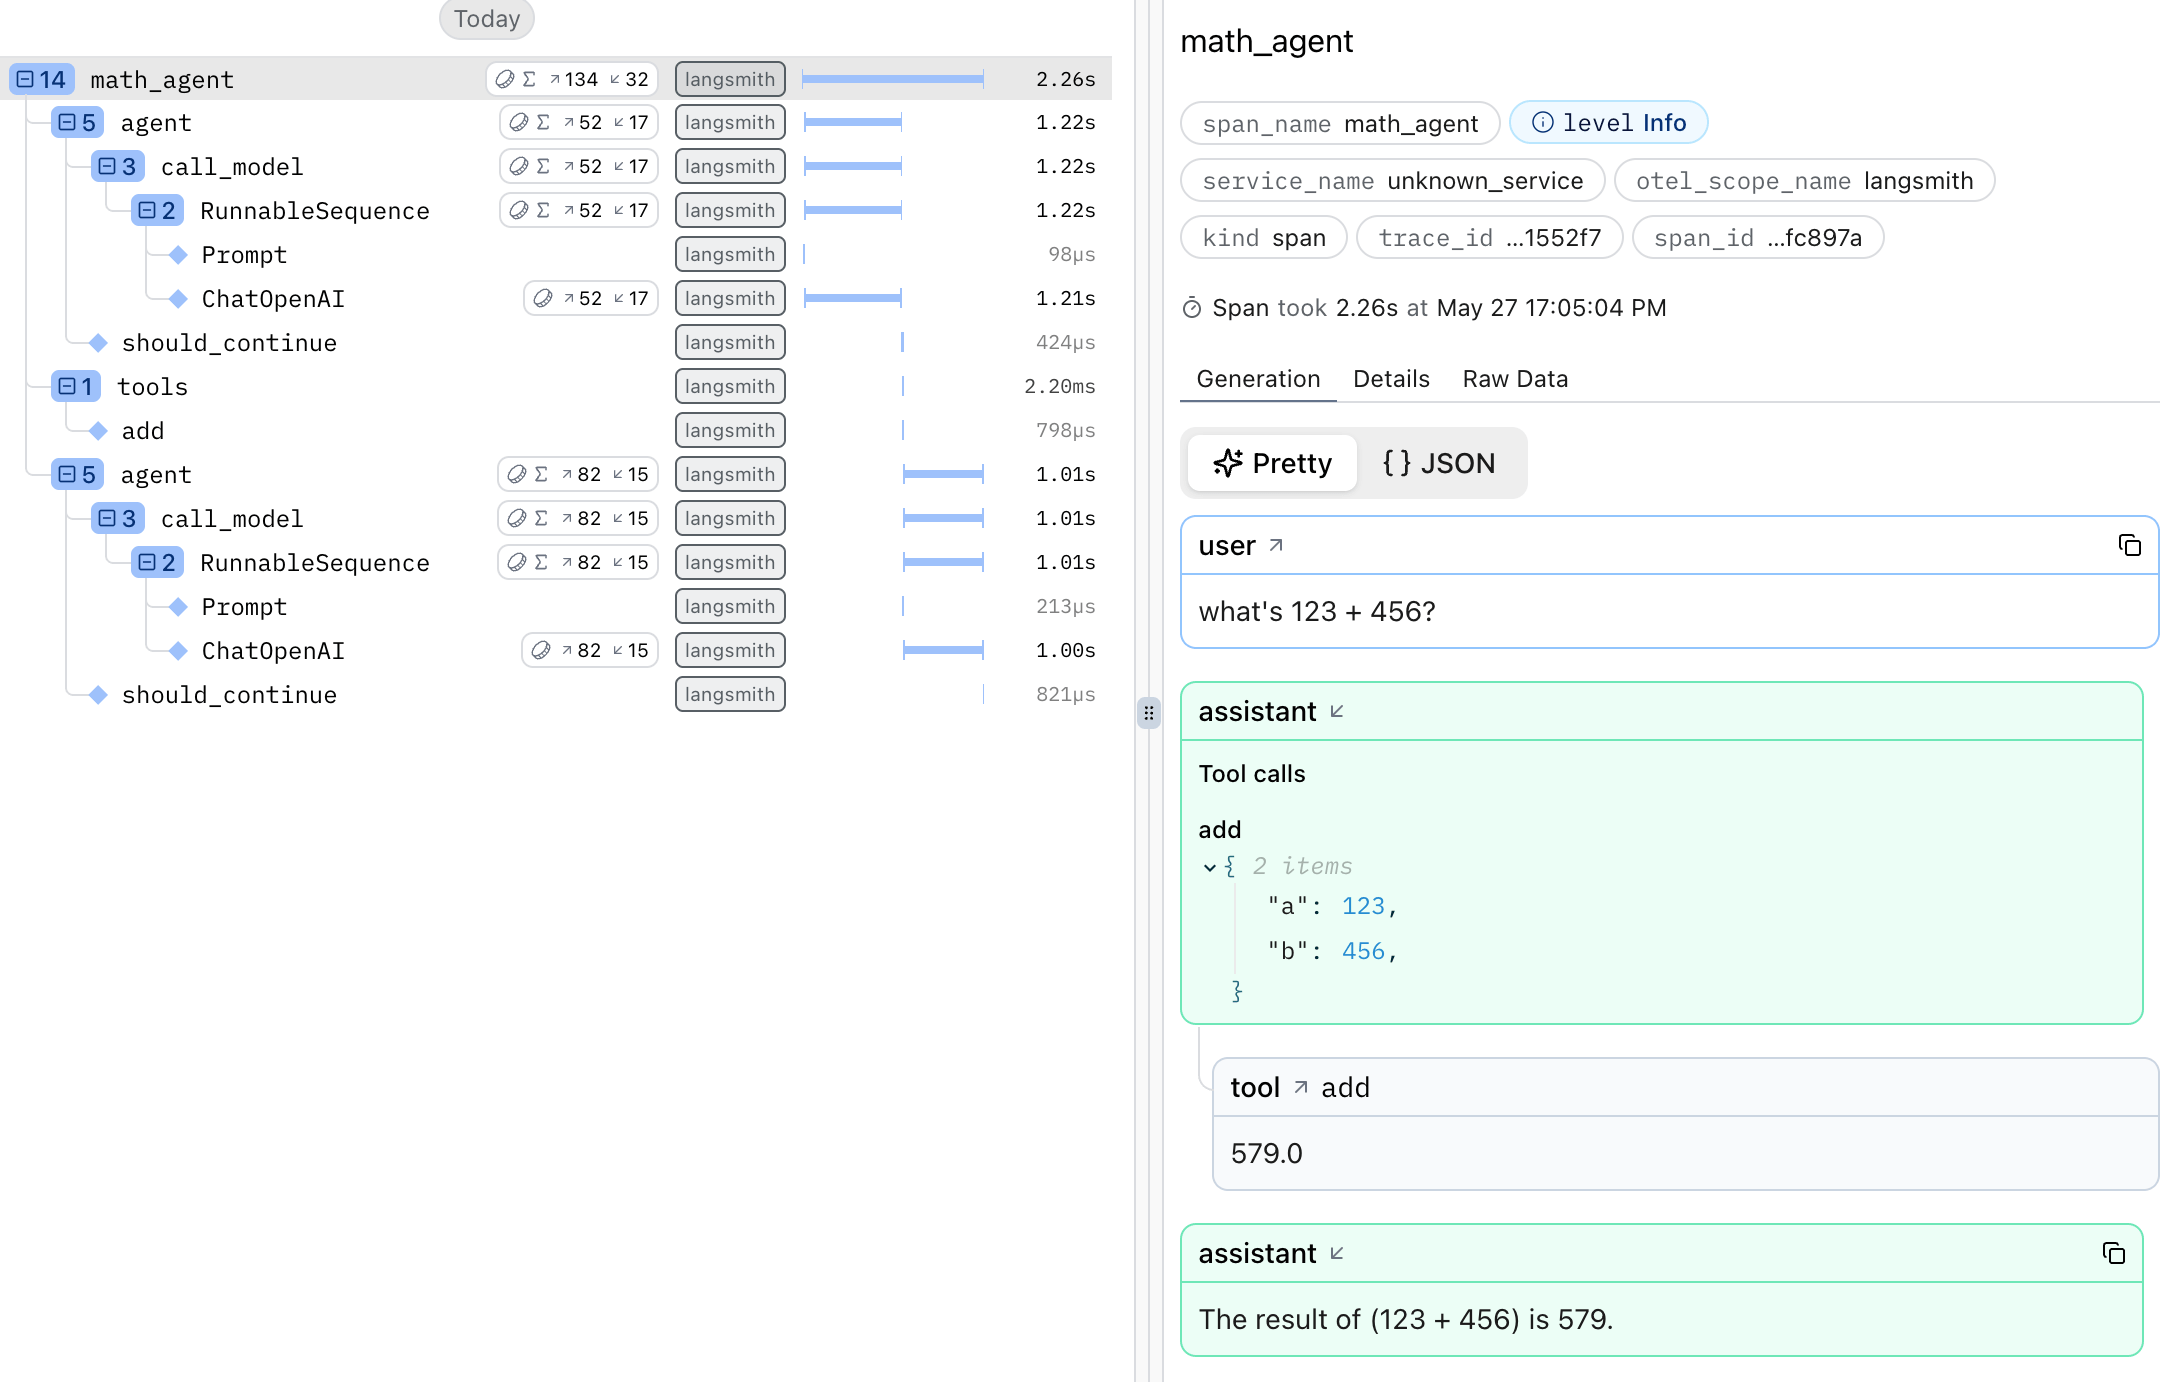 Today
14 math_agent Σ 134 32 langsmith 2.26s
5 agent Σ 52 17 langsmith 1.22s
3 call_model Σ 52 17 langsmith 1.22s
2 RunnableSequence Σ 52 17 langsmith 1.22s
Prompt langsmith 98µs
ChatOpenAI 52 17 langsmith 1.21s
should_continue langsmith 424µs
1 tools langsmith 2.20ms
add langsmith 798µs
5 agent Σ 82 15 langsmith 1.01s
3 call_model Σ 82 15 langsmith 1.01s
2 RunnableSequence Σ 82 15 langsmith 1.01s
Prompt langsmith 213µs
ChatOpenAI 82 15 langsmith 1.00s
should_continue langsmith 821µs
math_agent
span_name math_agent level Info
service_name unknown_service otel_scope_name langsmith
kind span trace_id ...1552f7 span_id ...fc897a
Span took 2.26s at May 27 17:05:04 PM
Generation Details Raw Data
Pretty {} JSON
user
what's 123 + 456?
assistant
Tool calls
add
{ 2 items
"a": 123,
"b": 456,
}
tool add
579.0
assistant
The result of (123 + 456) is 579.